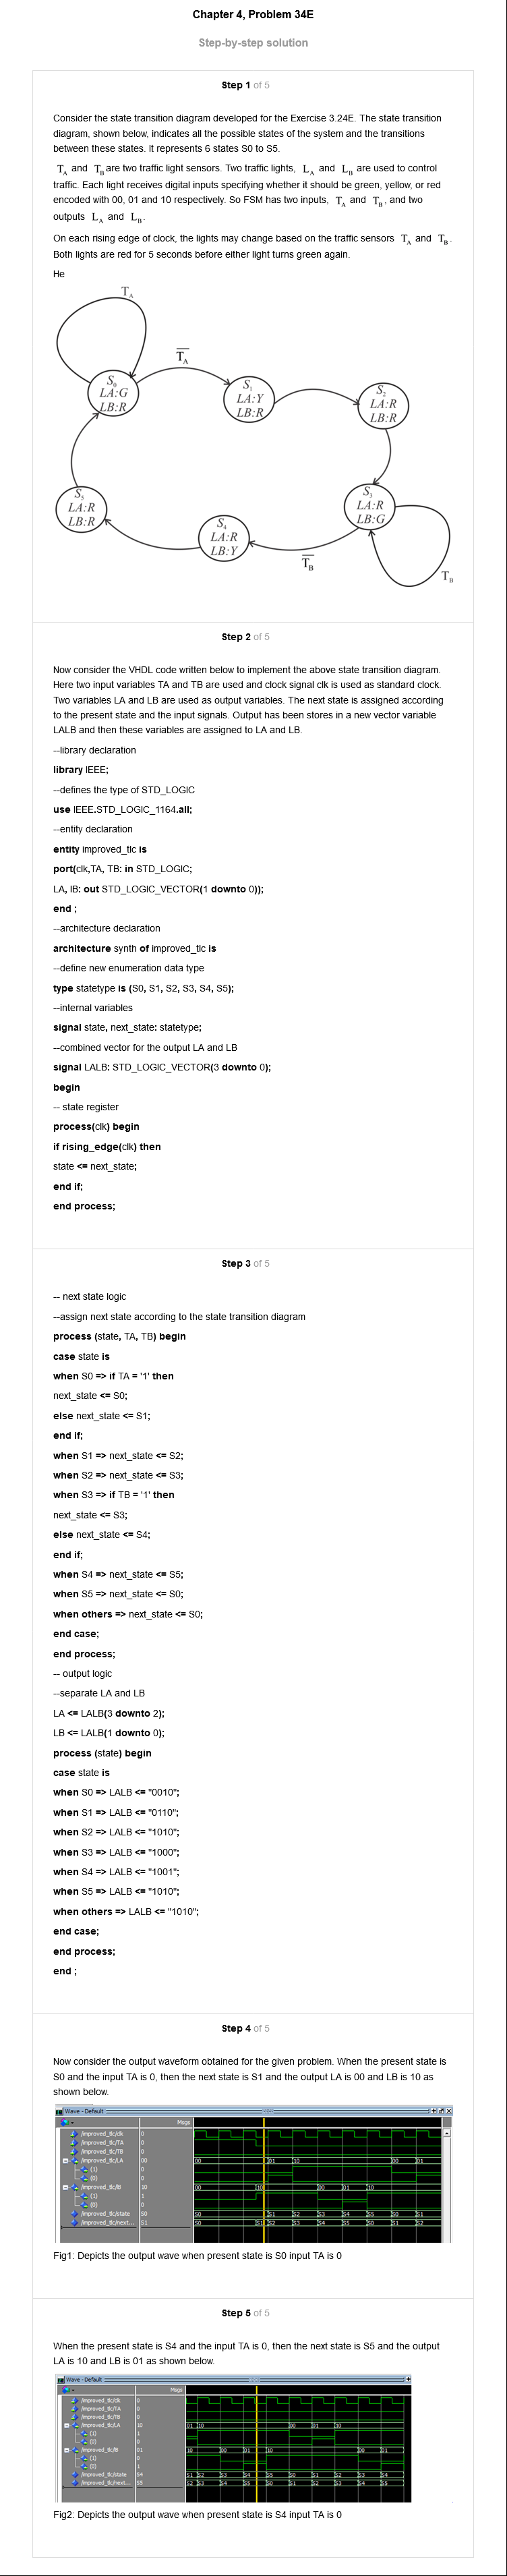 Chapter 4, Problem 34E
Step-by-step solution
Step 1 of 5
Consider the state transition diagram developed for the Exercise 3.24E. The state transition
diagram, shown below, indicates all the possible states of the system and the transitions
between these states. It represents 6 states S0 to S5.
T_A and T_B are two traffic light sensors. Two traffic lights, L_A and L_B are used to control
traffic. Each light receives digital inputs specifying whether it should be green, yellow, or red
encoded with 00, 01 and 10 respectively. So FSM has two inputs, T_A and T_B, and two
outputs L_A and L_B.
On each rising edge of clock, the lights may change based on the traffic sensors T_A and T_B.
Both lights are red for 5 seconds before either light turns green again.
He
T_A
T̅_A
S_0
LA:G
LB:R
S_1
LA:Y
LB:R
S_2
LA:R
LB:R
S_5
LA:R
LB:R
S_4
LA:R
LB:Y
S_3
LA:R
LB:G
T̅_B
T_B
Step 2 of 5
Now consider the VHDL code written below to implement the above state transition diagram.
Here two input variables TA and TB are used and clock signal clk is used as standard clock.
Two variables LA and LB are used as output variables. The next state is assigned according
to the present state and the input signals. Output has been stores in a new vector variable
LALB and then these variables are assigned to LA and LB.
--library declaration
library IEEE;
--defines the type of STD_LOGIC
use IEEE.STD_LOGIC_1164.all;
--entity declaration
entity improved_tlc is
port(clk,TA, TB: in STD_LOGIC;
LA, lB: out STD_LOGIC_VECTOR(1 downto 0));
end ;
--architecture declaration
architecture synth of improved_tlc is
--define new enumeration data type
type statetype is (S0, S1, S2, S3, S4, S5);
--internal variables
signal state, next_state: statetype;
--combined vector for the output LA and LB
signal LALB: STD_LOGIC_VECTOR(3 downto 0);
begin
-- state register
process(clk) begin
if rising_edge(clk) then
state <= next_state;
end if;
end process;
Step 3 of 5
-- next state logic
--assign next state according to the state transition diagram
process (state, TA, TB) begin
case state is
when S0 => if TA = '1' then
next_state <= S0;
else next_state <= S1;
end if;
when S1 => next_state <= S2;
when S2 => next_state <= S3;
when S3 => if TB = '1' then
next_state <= S3;
else next_state <= S4;
end if;
when S4 => next_state <= S5;
when S5 => next_state <= S0;
when others => next_state <= S0;
end case;
end process;
-- output logic
--separate LA and LB
LA <= LALB(3 downto 2);
LB <= LALB(1 downto 0);
process (state) begin
case state is
when S0 => LALB <= "0010";
when S1 => LALB <= "0110";
when S2 => LALB <= "1010";
when S3 => LALB <= "1000";
when S4 => LALB <= "1001";
when S5 => LALB <= "1010";
when others => LALB <= "1010";
end case;
end process;
end ;
Step 4 of 5
Now consider the output waveform obtained for the given problem. When the present state is
S0 and the input TA is 0, then the next state is S1 and the output LA is 00 and LB is 10 as
shown below.
Wave - Default
Msgs
/improved_tlc/clk 0
/improved_tlc/TA 0
/improved_tlc/TB 0
/improved_tlc/LA 00 00 01 10 00 01
(1) 0
(0) 0
/improved_tlc/lB 10 10 00 01 10
(1) 1
(0) 0
/improved_tlc/state S0 S0 S1 S2 S3 S4 S5 S0 S1
/improved_tlc/next... S1 S0 S1 S2 S3 S4 S5 S0 S1 S2
Fig1: Depicts the output wave when present state is S0 input TA is 0
Step 5 of 5
When the present state is S4 and the input TA is 0, then the next state is S5 and the output
LA is 10 and LB is 01 as shown below.
Wave - Default
Msgs
/improved_tlc/clk 0
/improved_tlc/TA 0
/improved_tlc/TB 0
/improved_tlc/LA 10 01 10 00 01 10
(1) 1
(0) 0
/improved_tlc/lB 01 10 00 01 10 00 01
(1) 0
(0) 1
/improved_tlc/state S4 S1 S2 S3 S4 S5 S0 S1 S2 S3 S4
/improved_tlc/next... S5 S2 S3 S4 S5 S0 S1 S2 S3 S4 S5
Fig2: Depicts the output wave when present state is S4 input TA is 0